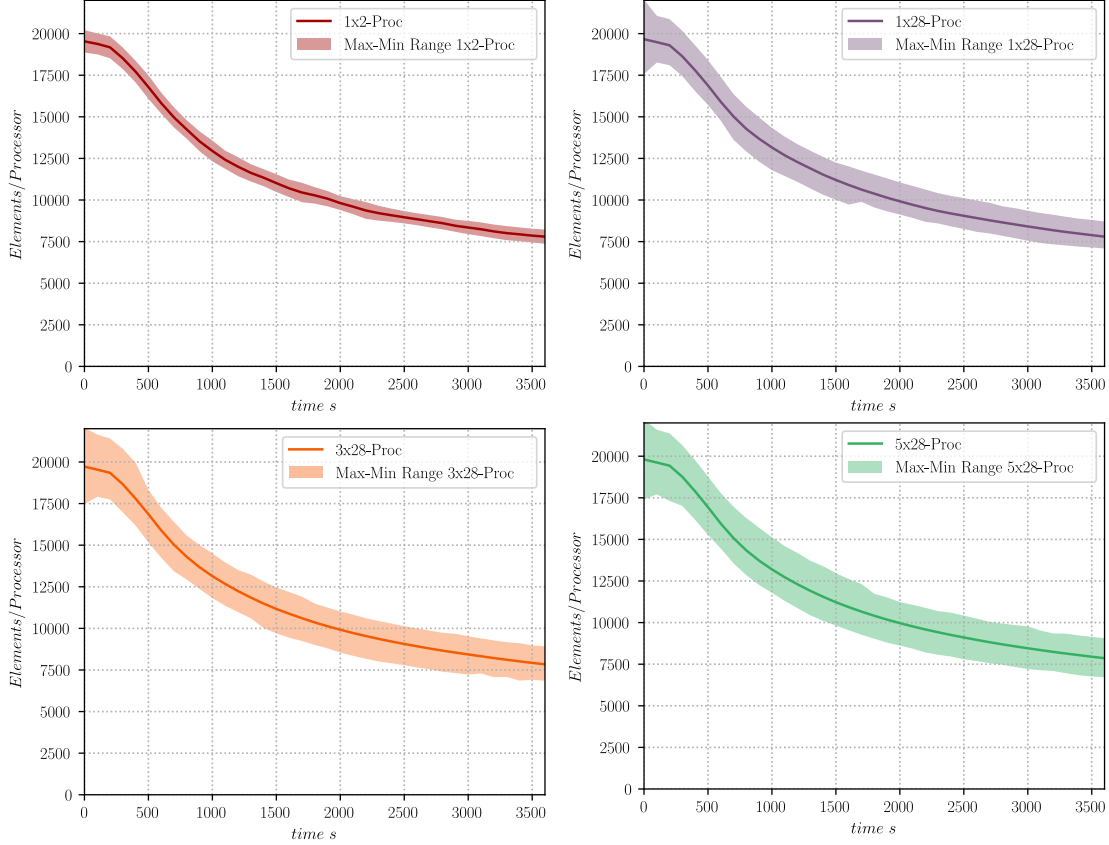 1x2-Proc
Max-Min Range 1x2-Proc
Elements/Processor
20000
17500
15000
12500
10000
7500
5000
2500
0
0 500 1000 1500 2000 2500 3000 3500
time s
1x28-Proc
Max-Min Range 1x28-Proc
Elements/Processor
20000
17500
15000
12500
10000
7500
5000
2500
0
0 500 1000 1500 2000 2500 3000 3500
time s
3x28-Proc
Max-Min Range 3x28-Proc
Elements/Processor
20000
17500
15000
12500
10000
7500
5000
2500
0
0 500 1000 1500 2000 2500 3000 3500
time s
5x28-Proc
Max-Min Range 5x28-Proc
Elements/Processor
20000
17500
15000
12500
10000
7500
5000
2500
0
0 500 1000 1500 2000 2500 3000 3500
time s